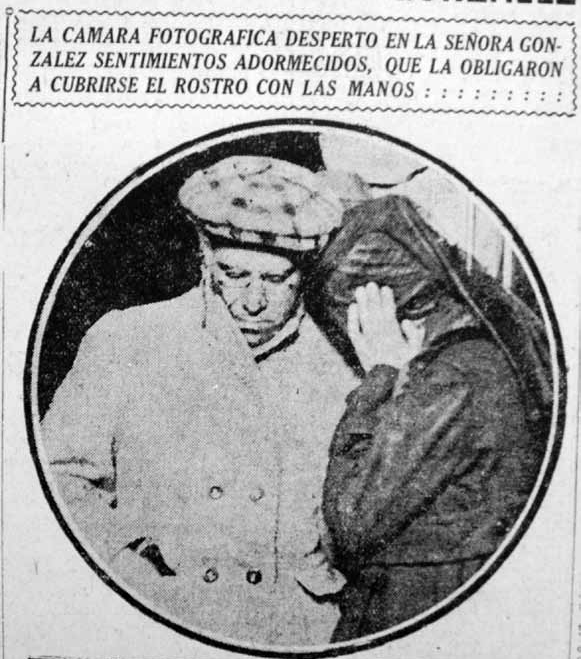 LA CAMARA FOTOGRAFICA DESPERTO EN LA SEÑORA GON-
ZALEZ SENTIMIENTOS ADORMECIDOS, QUE LA OBLIGARON
A CUBRIRSE EL ROSTRO CON LAS MANOS : : : : : : : : :